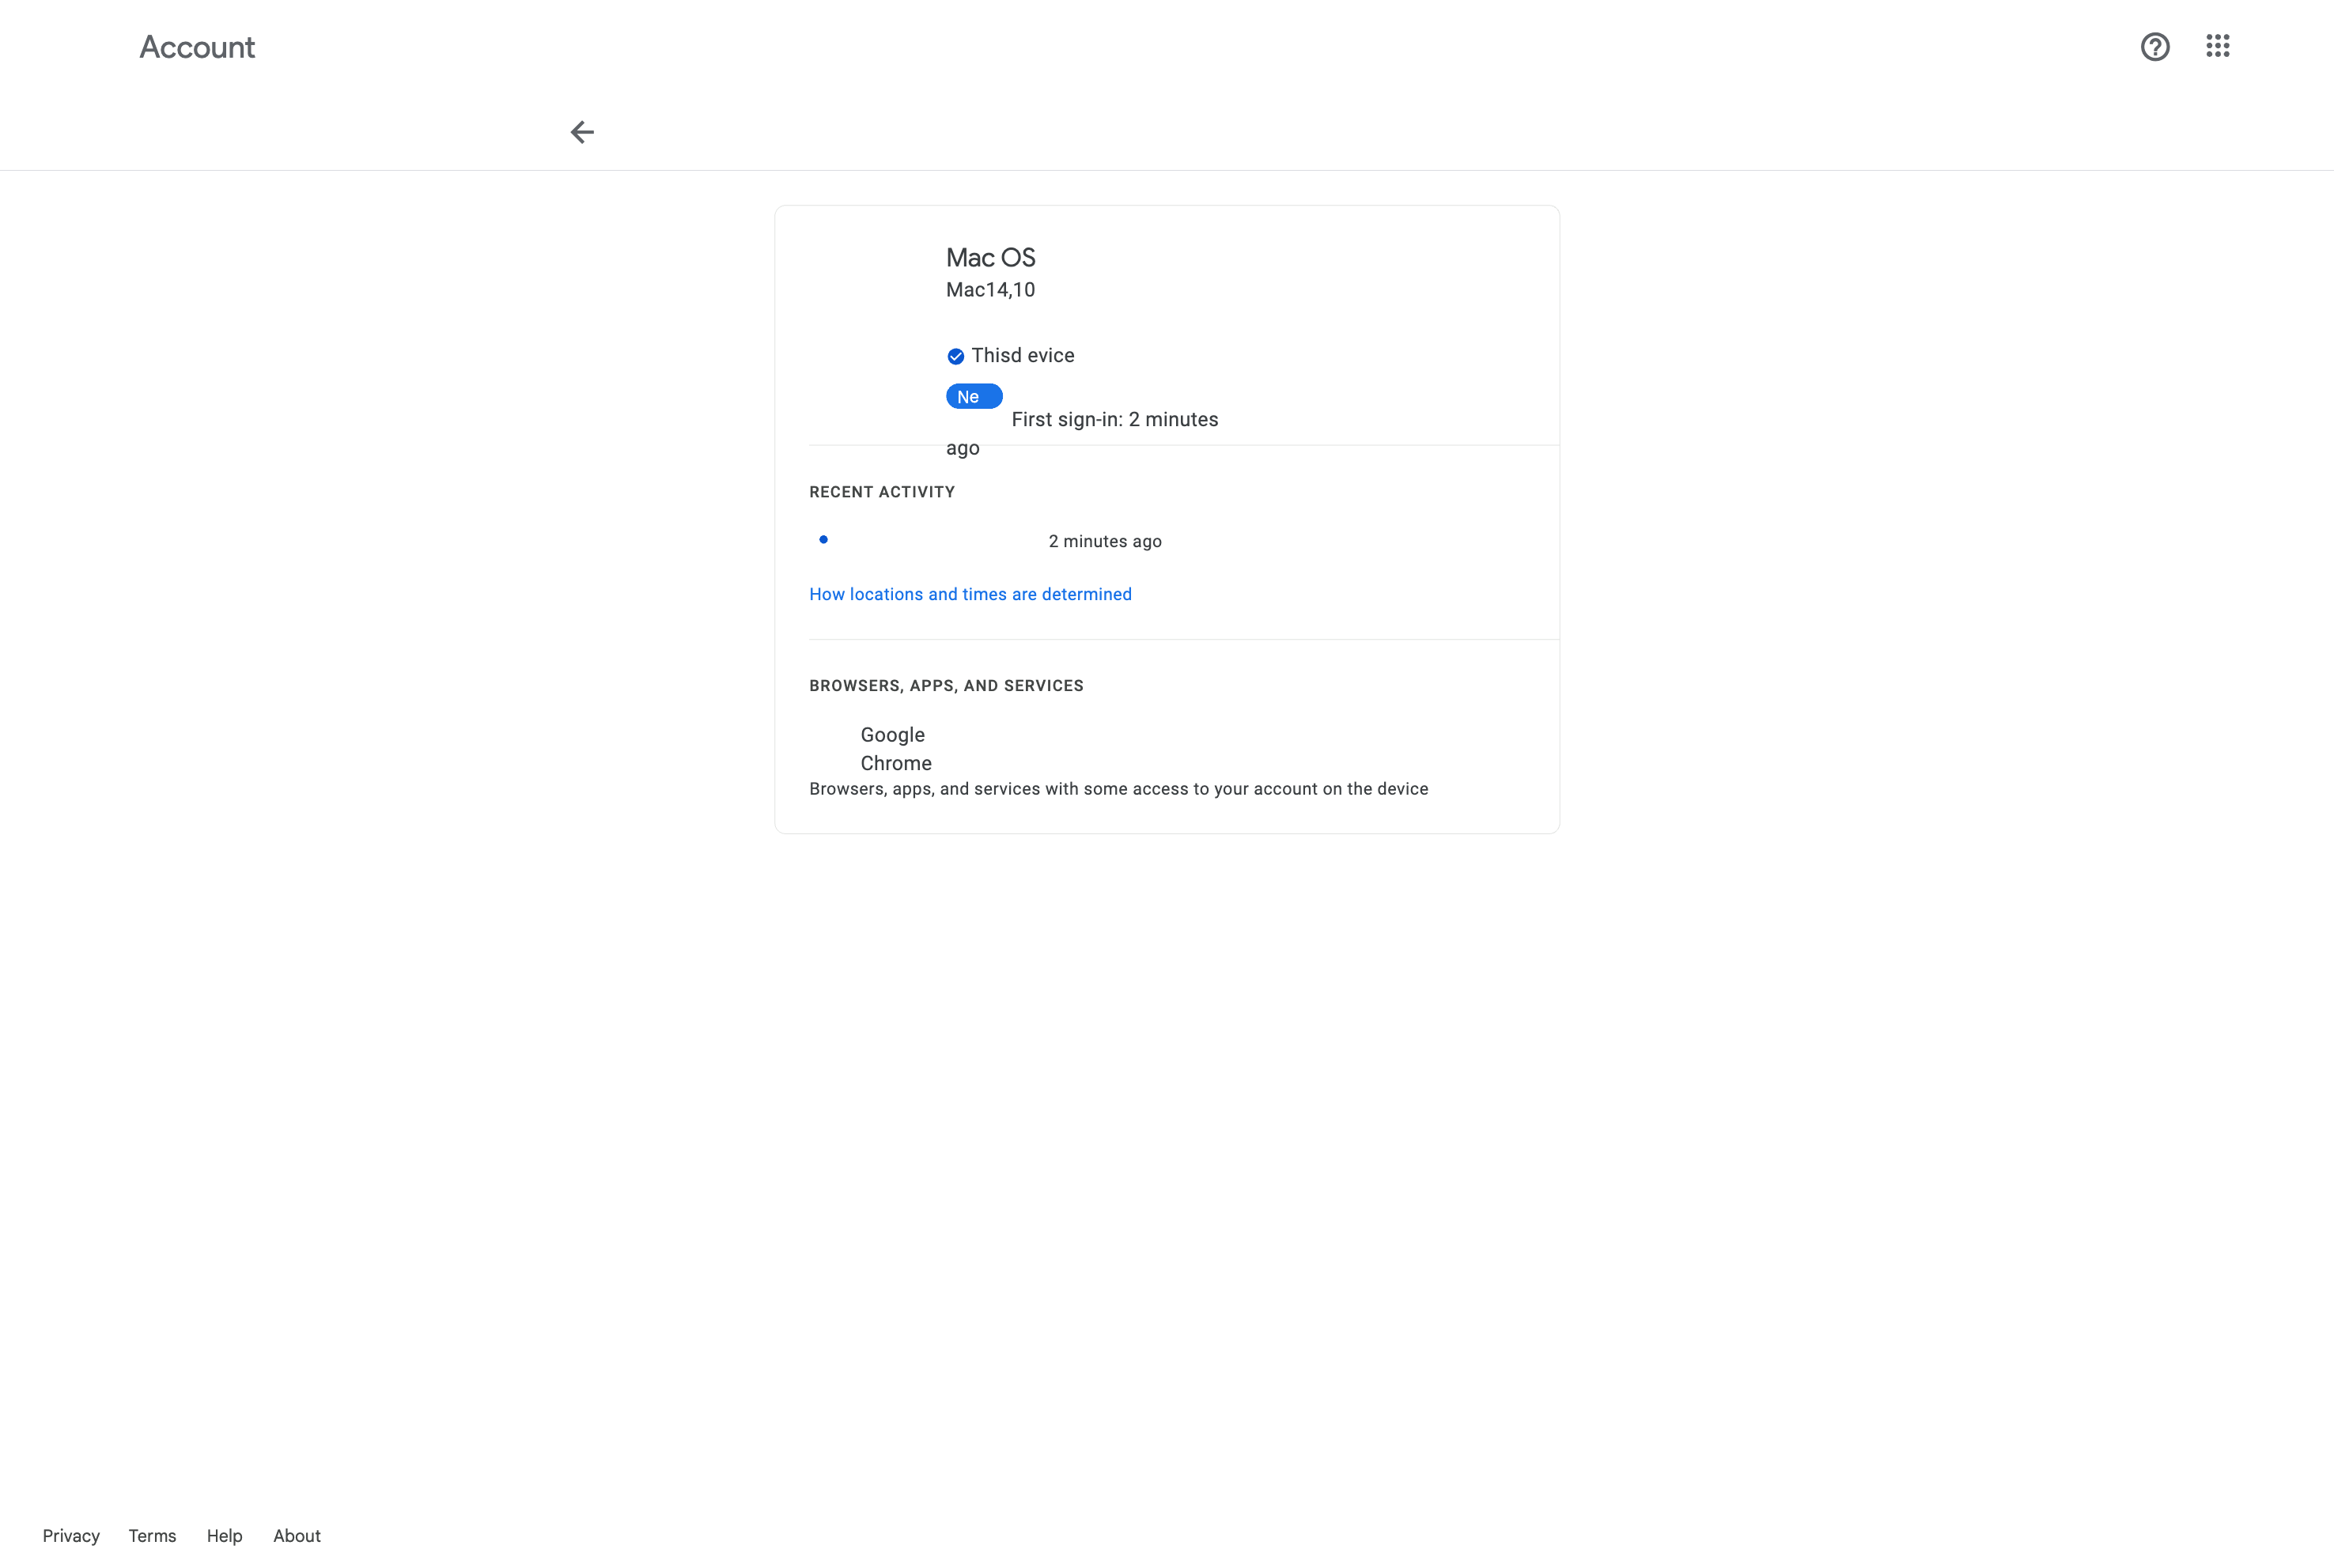 Account
Mac OS
Mac14,10
Thisd evice
Ne
First sign-in: 2 minutes
ago
RECENT ACTIVITY
2 minutes ago
How locations and times are determined
BROWSERS, APPS, AND SERVICES
Google
Chrome
Browsers, apps, and services with some access to your account on the device
Privacy Terms Help About